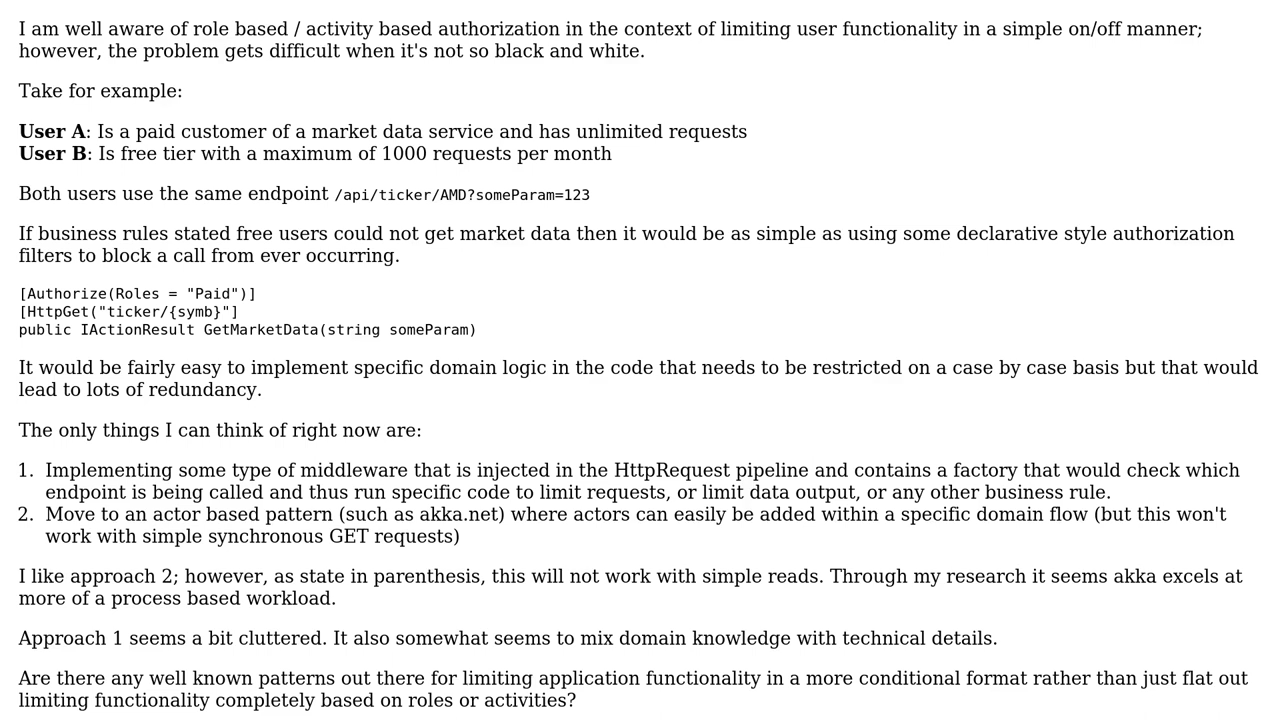 I am well aware of role based / activity based authorization in the context of limiting user functionality in a simple on/off manner;
however, the problem gets difficult when it's not so black and white.
Take for example:
User A: Is a paid customer of a market data service and has unlimited requests
User B: Is free tier with a maximum of 1000 requests per month
Both users use the same endpoint /api/ticker/AMD?someParam=123
If business rules stated free users could not get market data then it would be as simple as using some declarative style authorization
filters to block a call from ever occurring.
[Authorize(Roles = "Paid")]
[HttpGet("ticker/{symb}"]
public IActionResult GetMarketData(string someParam)
It would be fairly easy to implement specific domain logic in the code that needs to be restricted on a case by case basis but that would
lead to lots of redundancy.
The only things I can think of right now are:
1. Implementing some type of middleware that is injected in the HttpRequest pipeline and contains a factory that would check which
endpoint is being called and thus run specific code to limit requests, or limit data output, or any other business rule.
2. Move to an actor based pattern (such as akka.net) where actors can easily be added within a specific domain flow (but this won't
work with simple synchronous GET requests)
I like approach 2; however, as state in parenthesis, this will not work with simple reads. Through my research it seems akka excels at
more of a process based workload.
Approach 1 seems a bit cluttered. It also somewhat seems to mix domain knowledge with technical details.
Are there any well known patterns out there for limiting application functionality in a more conditional format rather than just flat out
limiting functionality completely based on roles or activities?